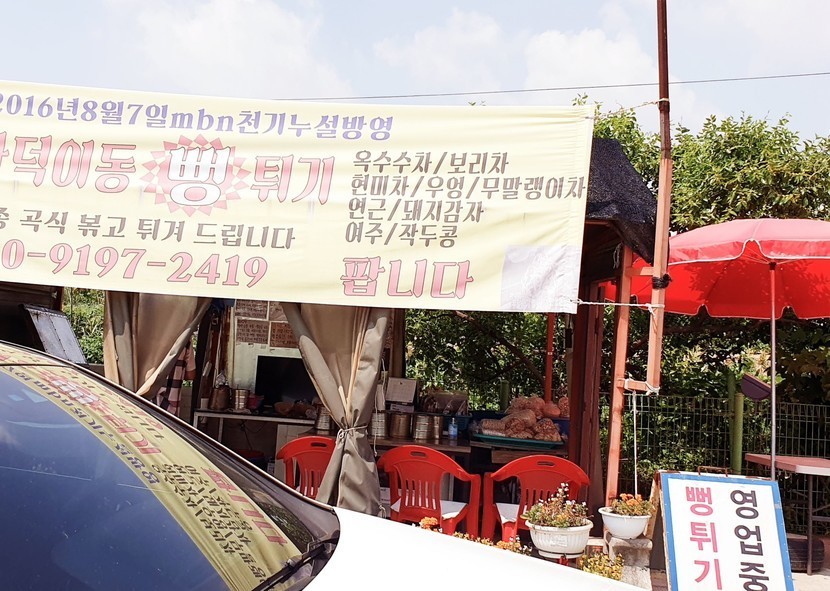 2016년8월7일mbn천기누설방영
덕이동 뻥 튀기
옥수수차/보리차
현미차/우엉/무말랭이차
연근/돼지감자
여주/작두콩
곡식 볶고 튀겨 드립니다
0-9197-2419
팝니다
뻥튀기
영업중